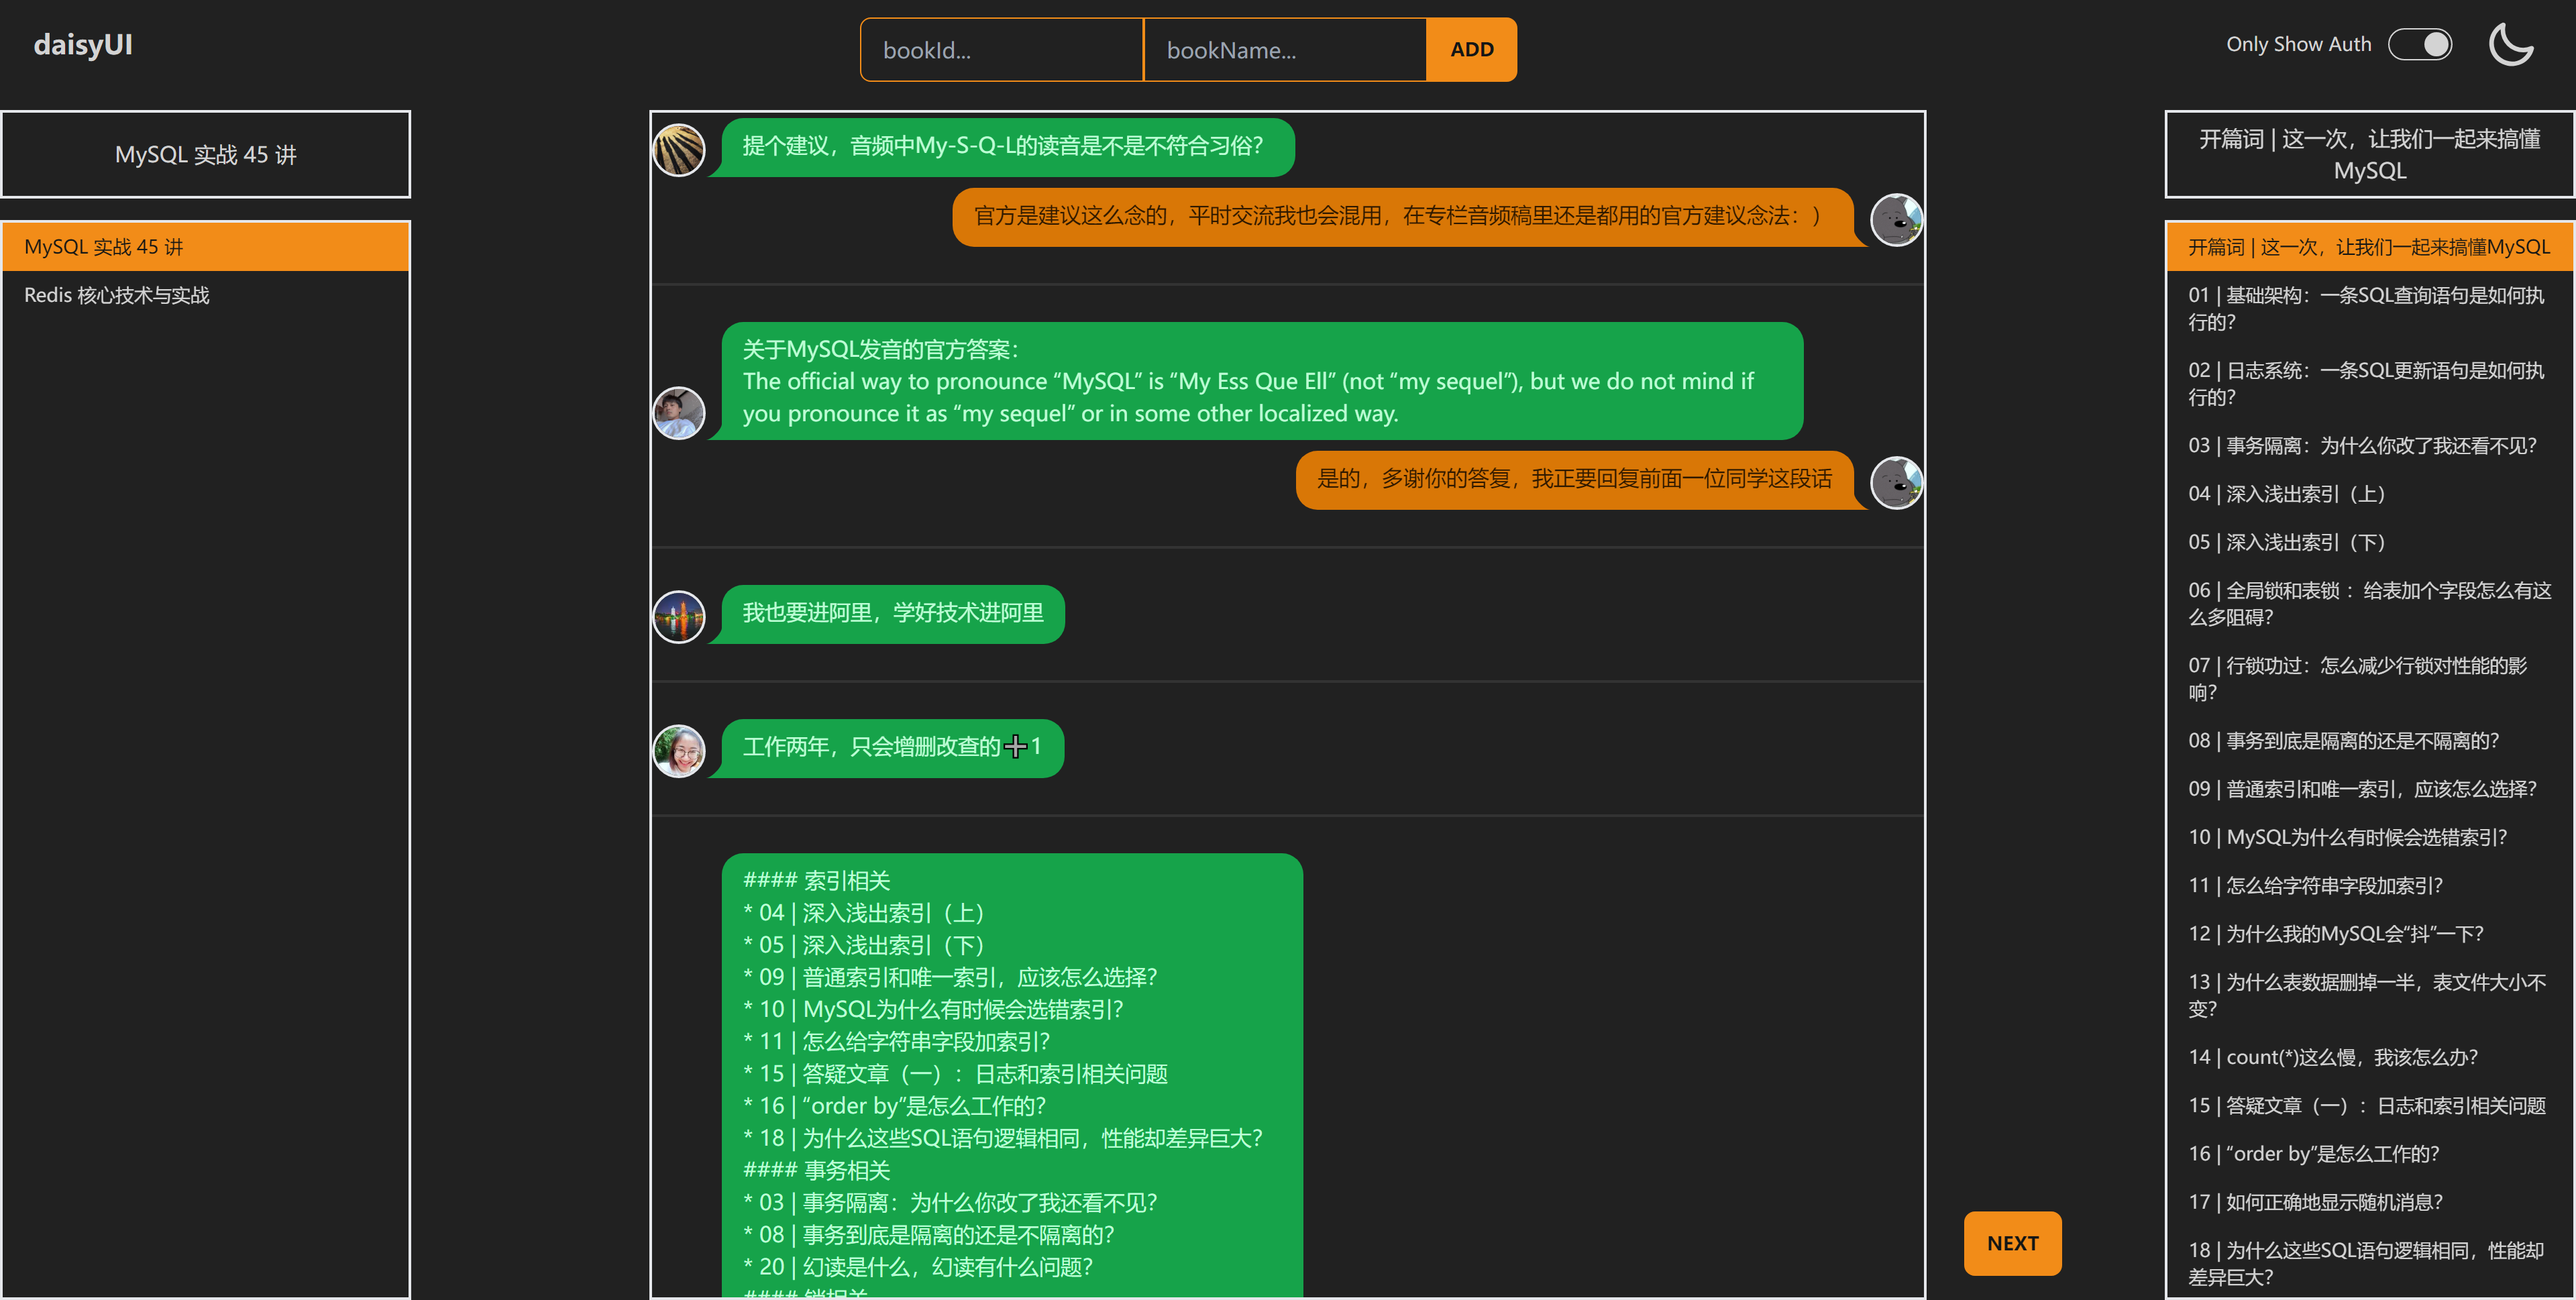 daisyUI
bookId...
bookName...
ADD
Only Show Auth
MySQL 实战 45 讲
MySQL 实战 45 讲
Redis 核心技术与实战
提个建议，音频中My-S-Q-L的读音是不是不符合习俗？
官方是建议这么念的，平时交流我也会混用，在专栏音频稿里还是都用的官方建议念法：）
关于MySQL发音的官方答案：
The official way to pronounce “MySQL” is “My Ess Que Ell” (not “my sequel”), but we do not mind if
you pronounce it as “my sequel” or in some other localized way.
是的，多谢你的答复，我正要回复前面一位同学这段话
我也要进阿里，学好技术进阿里
工作两年，只会增删改查的➕1
#### 索引相关
* 04 | 深入浅出索引（上）
* 05 | 深入浅出索引（下）
* 09 | 普通索引和唯一索引，应该怎么选择？
* 10 | MySQL为什么有时候会选错索引？
* 11 | 怎么给字符串字段加索引？
* 15 | 答疑文章（一）：日志和索引相关问题
* 16 | “order by”是怎么工作的？
* 18 | 为什么这些SQL语句逻辑相同，性能却差异巨大？
#### 事务相关
* 03 | 事务隔离：为什么你改了我还看不见？
* 08 | 事务到底是隔离的还是不隔离的？
* 20 | 幻读是什么，幻读有什么问题？
#### 锁相关
NEXT
开篇词 | 这一次，让我们一起来搞懂
MySQL
开篇词 | 这一次，让我们一起来搞懂MySQL
01 | 基础架构：一条SQL查询语句是如何执
行的？
02 | 日志系统：一条SQL更新语句是如何执
行的？
03 | 事务隔离：为什么你改了我还看不见？
04 | 深入浅出索引（上）
05 | 深入浅出索引（下）
06 | 全局锁和表锁 ：给表加个字段怎么有这
么多阻碍？
07 | 行锁功过：怎么减少行锁对性能的影
响？
08 | 事务到底是隔离的还是不隔离的？
09 | 普通索引和唯一索引，应该怎么选择？
10 | MySQL为什么有时候会选错索引？
11 | 怎么给字符串字段加索引？
12 | 为什么我的MySQL会“抖”一下？
13 | 为什么表数据删掉一半，表文件大小不
变？
14 | count(*)这么慢，我该怎么办？
15 | 答疑文章（一）：日志和索引相关问题
16 | “order by”是怎么工作的？
17 | 如何正确地显示随机消息？
18 | 为什么这些SQL语句逻辑相同，性能却
差异巨大？